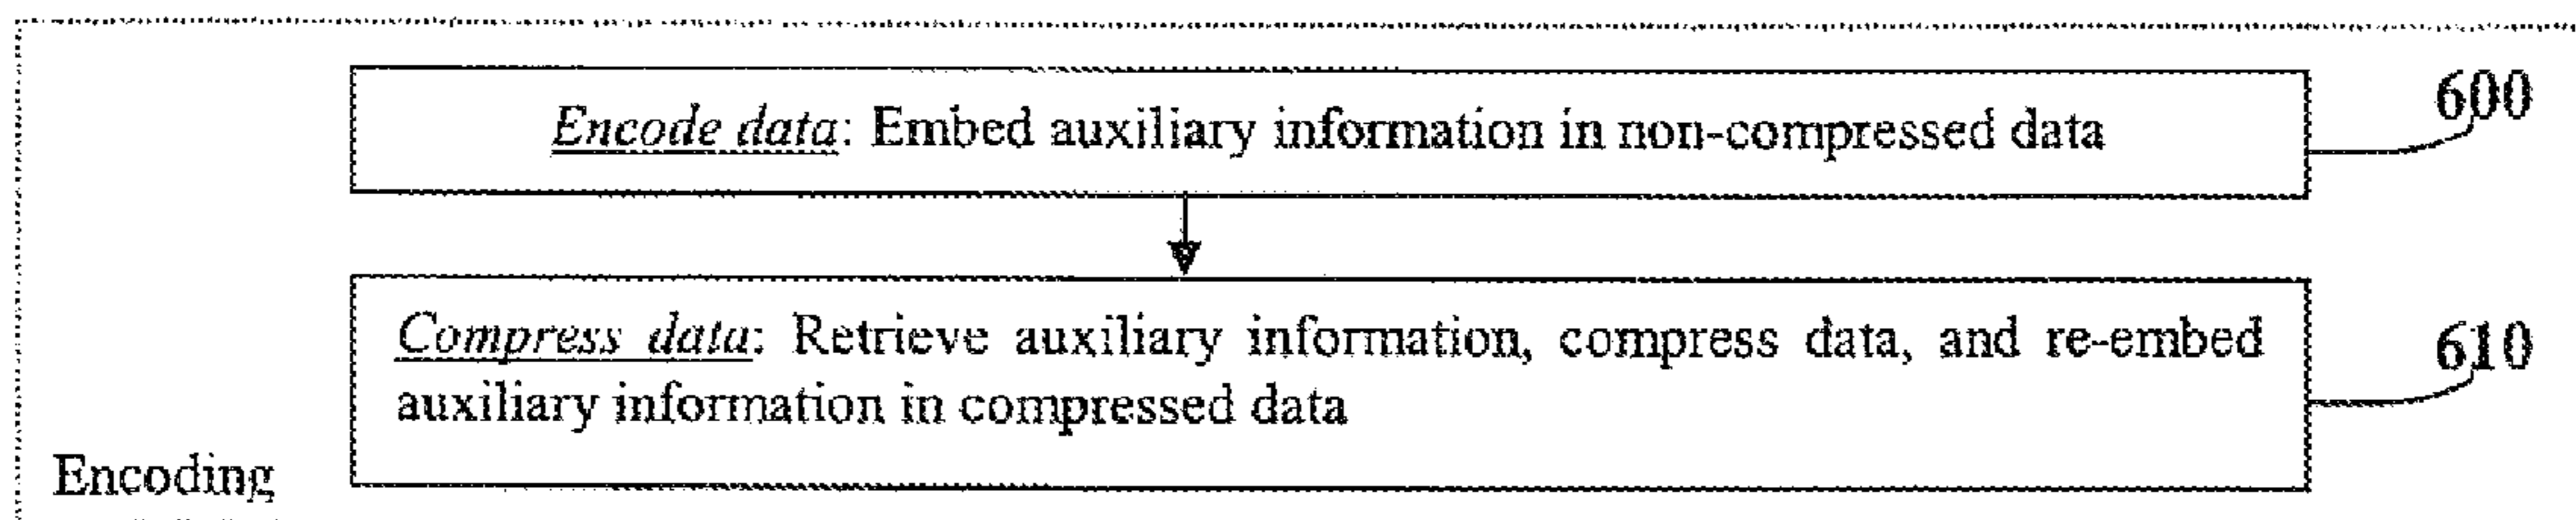 Encode data: Embed auxiliary information in non-compressed data
600
Compress data: Retrieve auxiliary information, compress data, and re-embed
auxiliary information in compressed data
610
Encoding